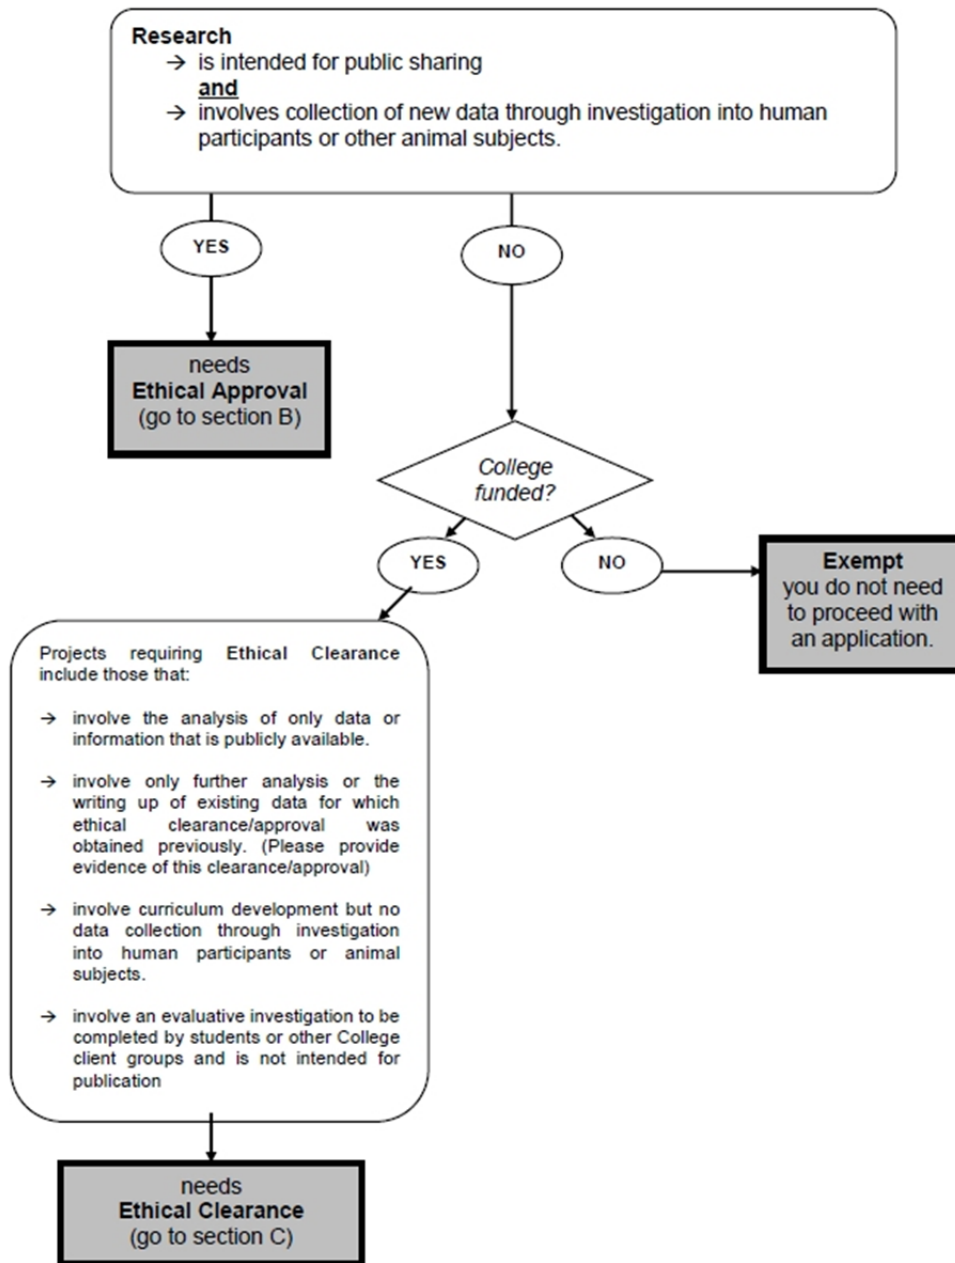 Research
→ is intended for public sharing
and
→ involves collection of new data through investigation into human
participants or other animal subjects.
YES
NO
needs
Ethical Approval
(go to section B)
College
funded?
YES
NO
Exempt
you do not need
to proceed with
an application.
Projects requiring Ethical Clearance
include those that:
→ involve the analysis of only data or
information that is publicly available.
→ involve only further analysis or the
writing up of existing data for which
ethical clearance/approval was
obtained previously. (Please provide
evidence of this clearance/approval)
→ involve curriculum development but no
data collection through investigation
into human participants or animal
subjects.
→ involve an evaluative investigation to be
completed by students or other College
client groups and is not intended for
publication
needs
Ethical Clearance
(go to section C)